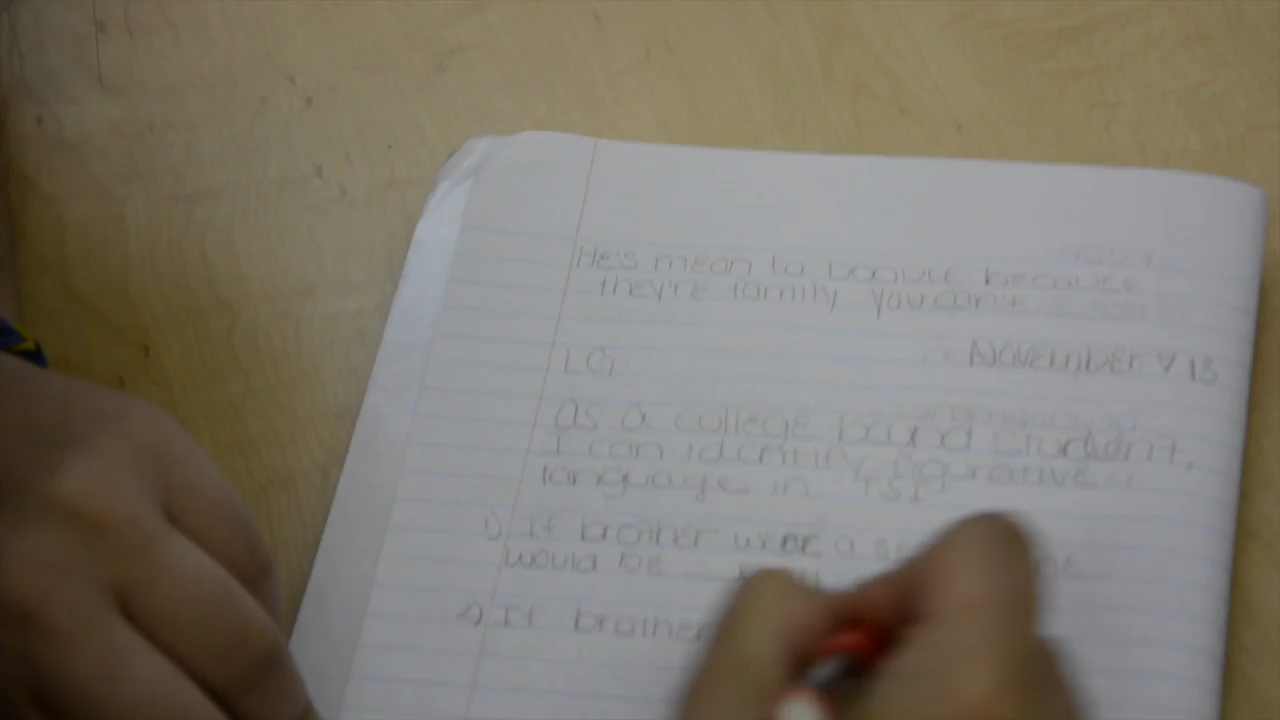 He's mean to Doodle because
they're family you can't
November 13
LG:
as a college bound student,
I can identify figurative
language in "TSI"
1) If brother were a
would be
2) If brother